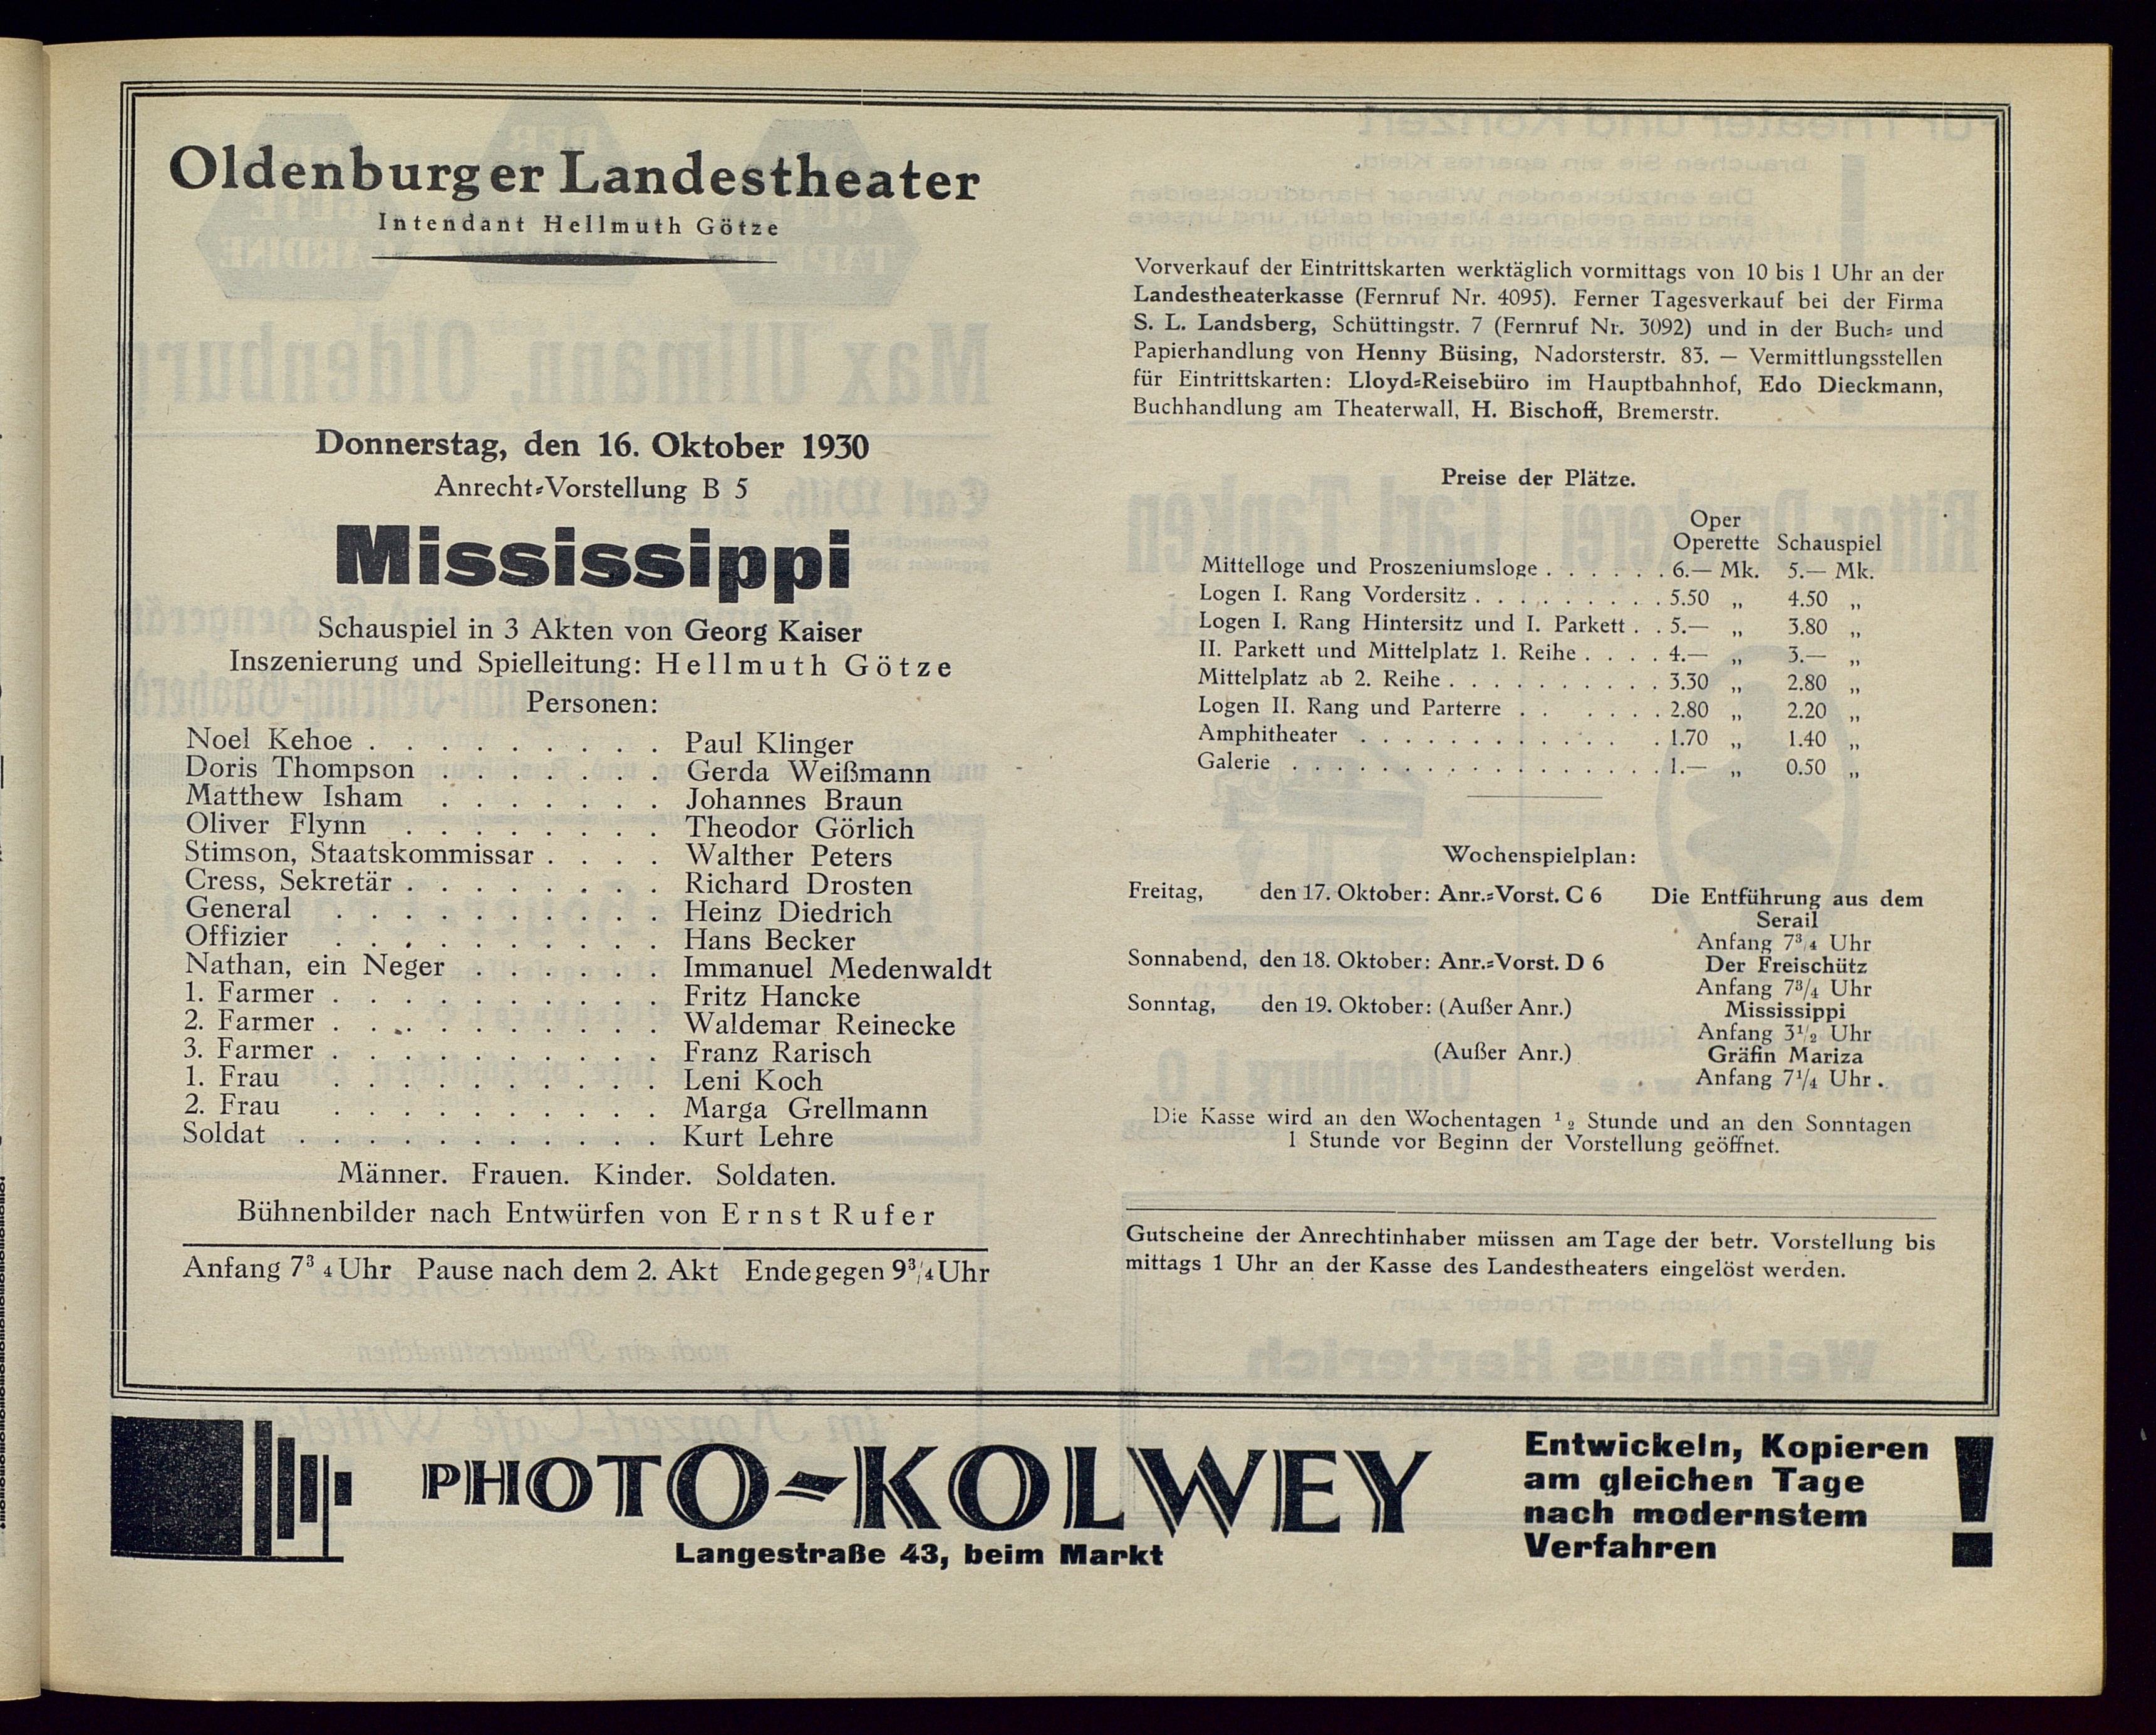 Oldenburger Landestheater
Intendant Hellmuth Götze
Donnerstag, den 16. Oktober 1930
Anrecht-Vorstellung B 5
Mississippi
Schauspiel in 3 Akten von Georg Kaiser
Inszenierung und Spielleitung: Hellmuth Götze
Personen:
Noel Kehoe . . . . . . . . . . Paul Klinger
Doris Thompson . . . . . . . Gerda Weißmann
Matthew Isham . . . . . . . Johannes Braun
Oliver Flynn . . . . . . . . Theodor Görlich
Stimson, Staatskommissar . . . . Walther Peters
Cress, Sekretär . . . . . . . . Richard Drosten
General . . . . . . . . . . Heinz Diedrich
Offizier . . . . . . . . . . Hans Becker
Nathan, ein Neger . . . . . . Immanuel Medenwaldt
1. Farmer . . . . . . . . . . Fritz Hancke
2. Farmer . . . . . . . . . . Waldemar Reinecke
3. Farmer . . . . . . . . . . Franz Rarisch
1. Frau . . . . . . . . . . Leni Koch
2. Frau . . . . . . . . . . Marga Grellmann
Soldat . . . . . . . . . . . Kurt Lehre
Männer. Frauen. Kinder. Soldaten.
Bühnenbilder nach Entwürfen von Ernst Rufer
Anfang 7 3/4 Uhr Pause nach dem 2. Akt Ende gegen 9 3/4 Uhr
Vorverkauf der Eintrittskarten werktäglich vormittags von 10 bis 1 Uhr an der
Landestheaterkasse (Fernruf Nr. 4095). Ferner Tagesverkauf bei der Firma
S. L. Landsberg, Schüttingstr. 7 (Fernruf Nr. 3092) und in der Buch- und
Papierhandlung von Henny Büsing, Nadorsterstr. 83. — Vermittlungsstellen
für Eintrittskarten: Lloyd-Reisebüro im Hauptbahnhof, Edo Dieckmann,
Buchhandlung am Theaterwall, H. Bischoff, Bremerstr.
Preise der Plätze.
Oper
Operette Schauspiel
Mittelloge und Proszeniumsloge . . . . . . 6.— Mk. 5.— Mk.
Logen I. Rang Vordersitz . . . . . . . . . 5.50 „ 4.50 „
Logen I. Rang Hintersitz und I. Parkett . . 5.— „ 3.80 „
II. Parkett und Mittelplatz 1. Reihe . . . . 4.— „ 3.— „
Mittelplatz ab 2. Reihe . . . . . . . . . . 3.30 „ 2.80 „
Logen II. Rang und Parterre . . . . . . 2.80 „ 2.20 „
Amphitheater . . . . . . . . . . . . . 1.70 „ 1.40 „
Galerie . . . . . . . . . . . . . . . . . 1.— „ 0.50 „
Wochenspielplan:
Freitag, den 17. Oktober: Anr.-Vorst. C 6 Die Entführung aus dem
Serail
Anfang 7 3/4 Uhr
Sonnabend, den 18. Oktober: Anr.-Vorst. D 6 Der Freischütz
Anfang 7 3/4 Uhr
Sonntag, den 19. Oktober: (Außer Anr.) Mississippi
Anfang 3 1/2 Uhr
(Außer Anr.) Gräfin Mariza
Anfang 7 1/4 Uhr .
Die Kasse wird an den Wochentagen 1/2 Stunde und an den Sonntagen
1 Stunde vor Beginn der Vorstellung geöffnet.
Gutscheine der Anrechtinhaber müssen am Tage der betr. Vorstellung bis
mittags 1 Uhr an der Kasse des Landestheaters eingelöst werden.
PHOTO-KOLWEY
Langestraße 43, beim Markt
Entwickeln, Kopieren
am gleichen Tage
nach modernstem
Verfahren !